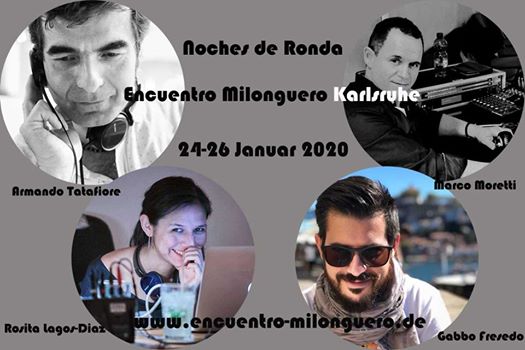 Noches de Ronda
Encuentro Milonguero Karlsruhe
24-26 Januar 2020
Armando Tatafiore
Marco Moretti
www.encuentro-milonguero.de
Rosita Lagos-Diaz
Gabbo Fresedo